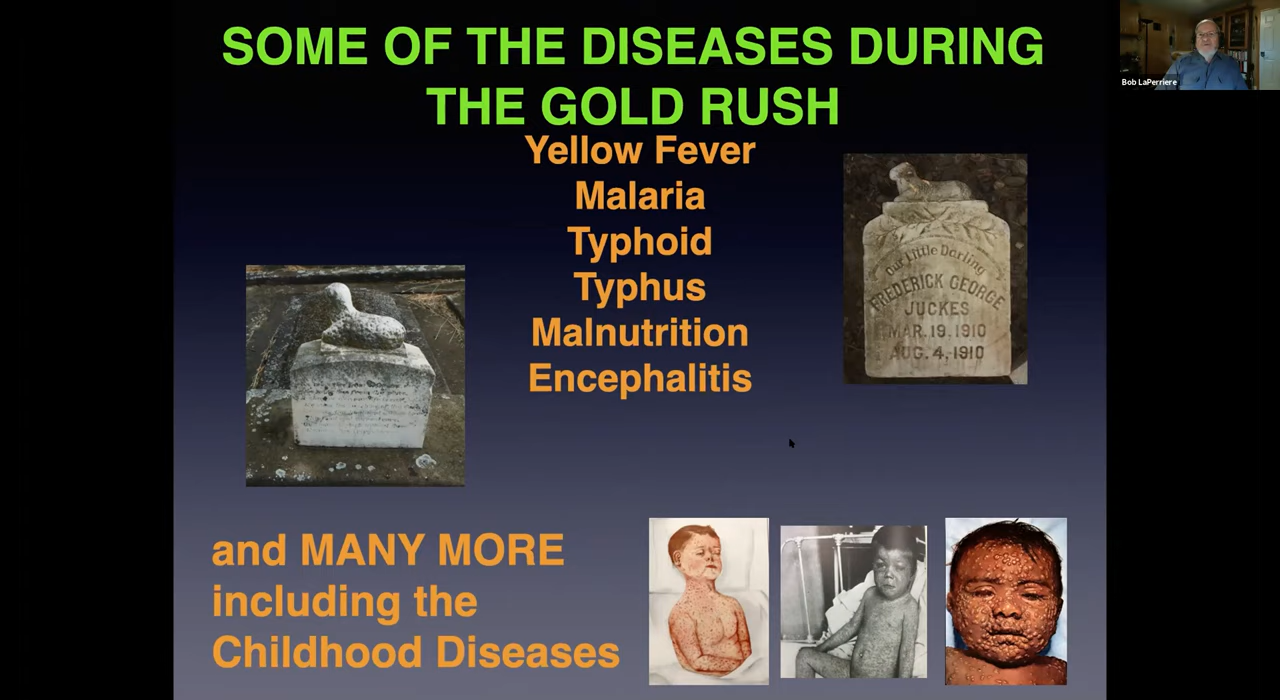 SOME OF THE DISEASES DURING
THE GOLD RUSH
Bob LaPerriere
Yellow Fever
Malaria
Typhoid
Typhus
Malnutrition
Encephalitis
Our Little Darling
FREDERICK GEORGE
JUCKES
MAR. 19. 1910
AUG. 4. 1910
and MANY MORE
including the
Childhood Diseases